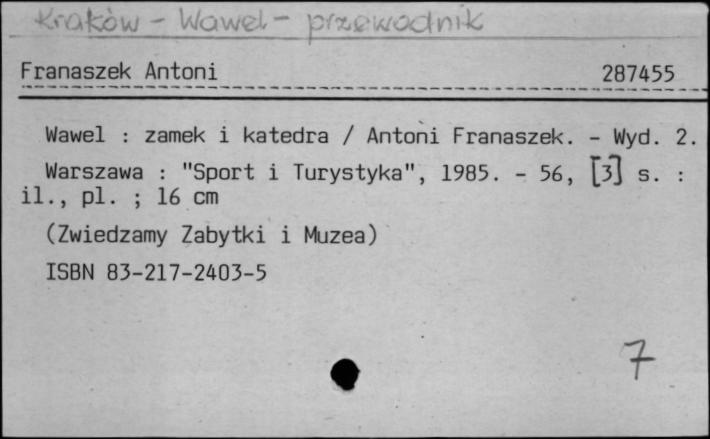 Kraków - Wawel - przewodnik
Franaszek Antoni 287455
Wawel : zamek i katedra / Antoni Franaszek. - Wyd. 2.
Warszawa : "Sport i Turystyka", 1985. - 56, [3] s. :
il., pl. ; 16 cm
(Zwiedzamy Zabytki i Muzea)
ISBN 83-217-2403-5
7